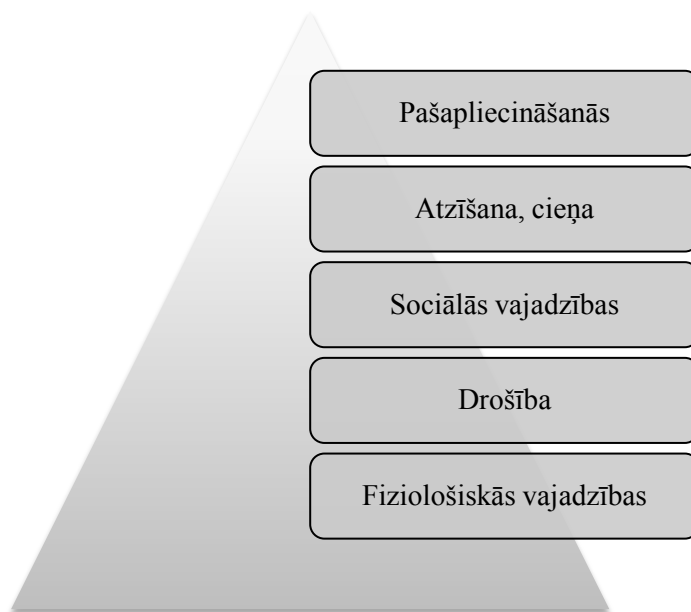 Pašapliecināšanās
Atzīšana, cieņa
Sociālās vajadzības
Drošība
Fizioloģiskās vajadzības